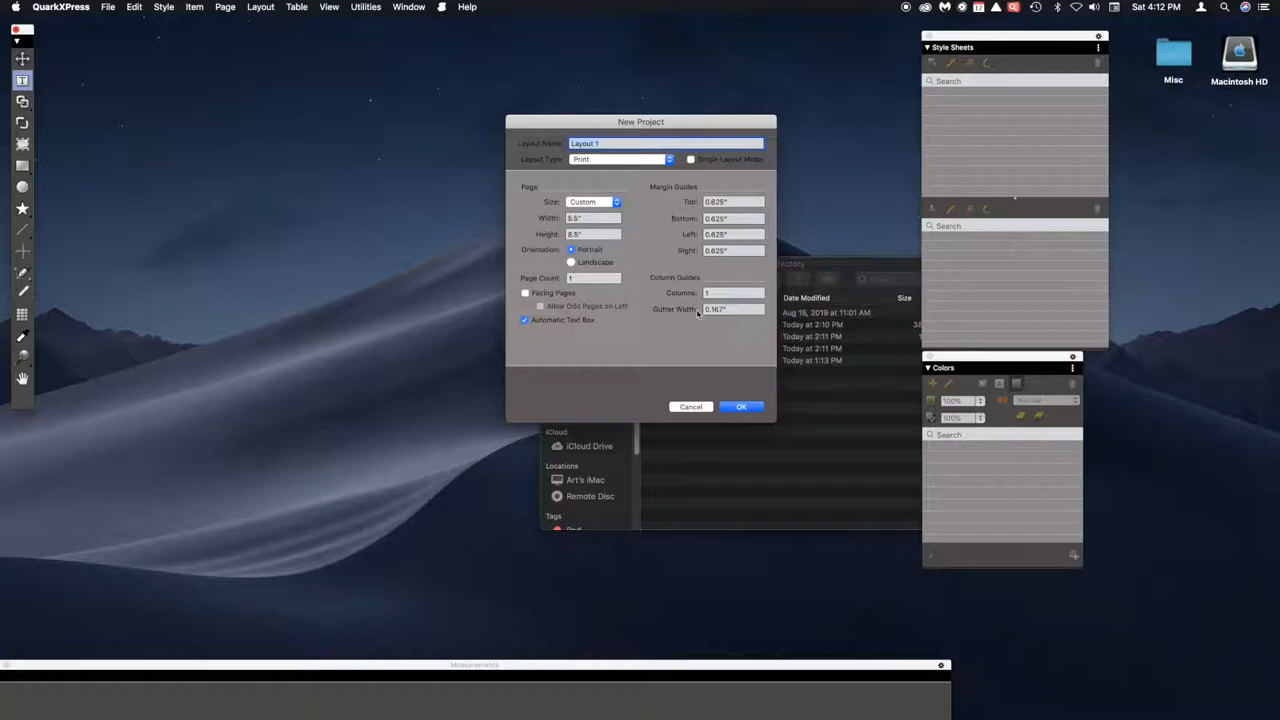 QuarkXPress File Edit Style Item Page Layout Table View Utilities Window Help
17
Sat 4:12 PM
Style Sheets
Search
Search
Misc
Macintosh HD
New Project
Layout Name: Layout 1
Layout Type: Print
Single Layout Mode
Page
Size: Custom
Width: 5.5"
Height: 8.5"
Orientation: Portrait
Landscape
Page Count: 1
Facing Pages
Allow Odd Pages on Left
Automatic Text Box
Margin Guides
Top: 0.625"
Bottom: 0.625"
Left: 0.625"
Right: 0.625"
Column Guides
Columns: 1
Gutter Width: 0.167"
Cancel
OK
Date Modified Size
Aug 15, 2019 at 11:01 AM
Today at 2:10 PM
Today at 2:11 PM
Today at 2:11 PM
Today at 1:13 PM
iCloud
iCloud Drive
Locations
Art's iMac
Remote Disc
Tags
Colors
100%
Normal
100%
Search
Measurements